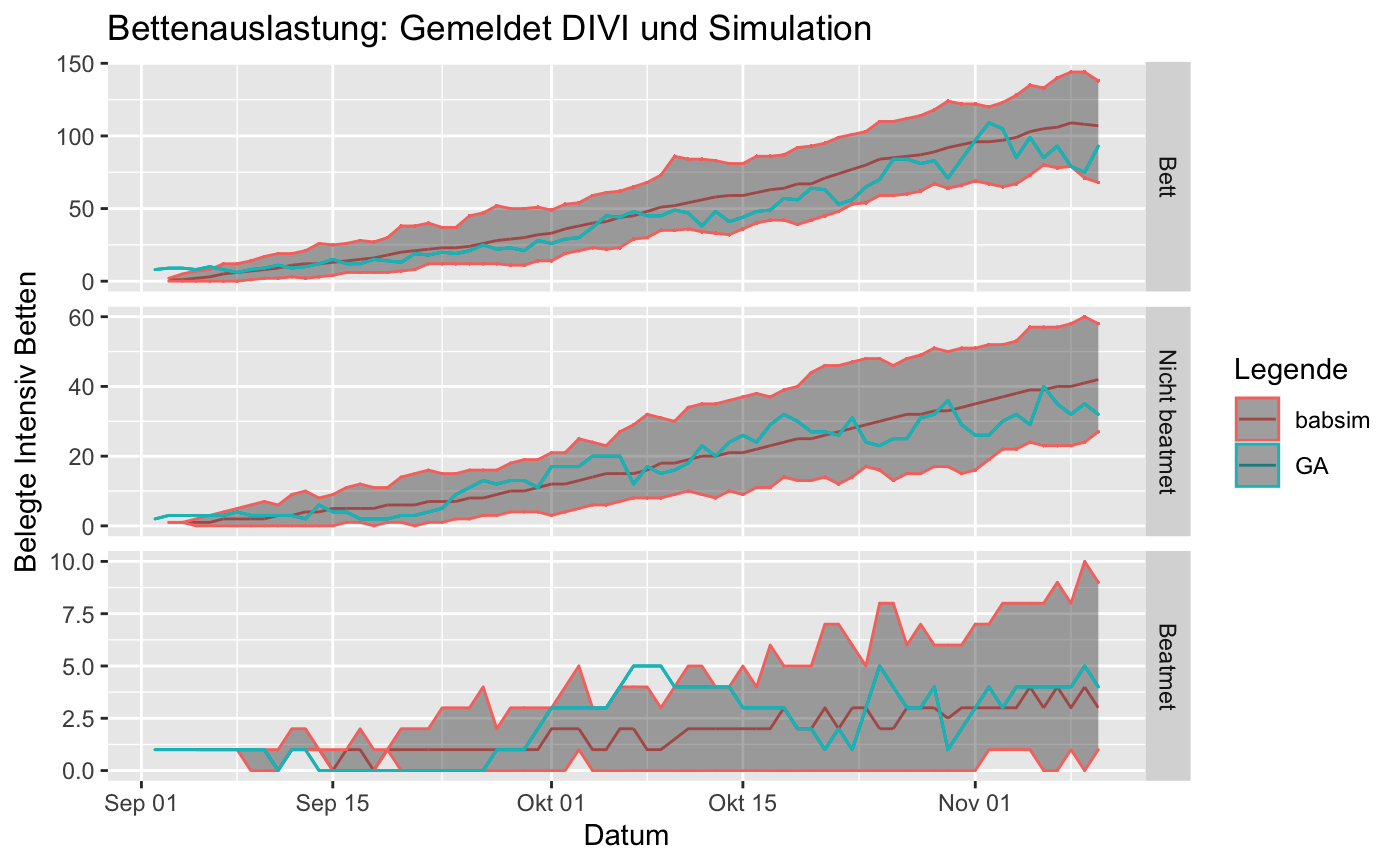 Bettenauslastung: Gemeldet DIVI und Simulation
Belegte Intensiv Betten
150
100
50
0
Bett
60
40
20
0
Nicht beatmet
10.0
7.5
5.0
2.5
0.0
Beatmet
Sep 01
Sep 15
Okt 01
Okt 15
Nov 01
Datum
Legende
babsim
GA